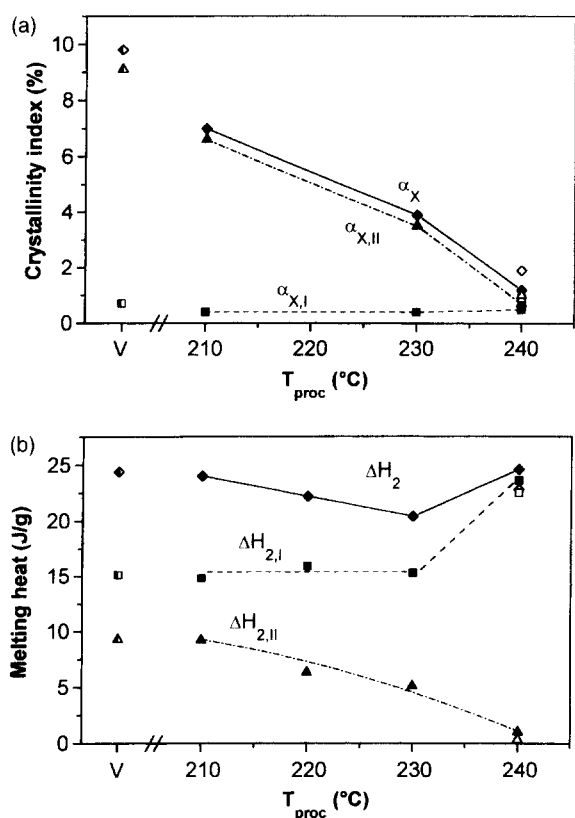 (a)
Crystallinity index (%)
10
8
6
4
2
0
αX
αX,II
αX,I
V
210
220
230
240
Tproc (°C)
(b)
Melting heat (J/g)
25
20
15
10
5
0
ΔH2
ΔH2,I
ΔH2,II
V
210
220
230
240
Tproc (°C)